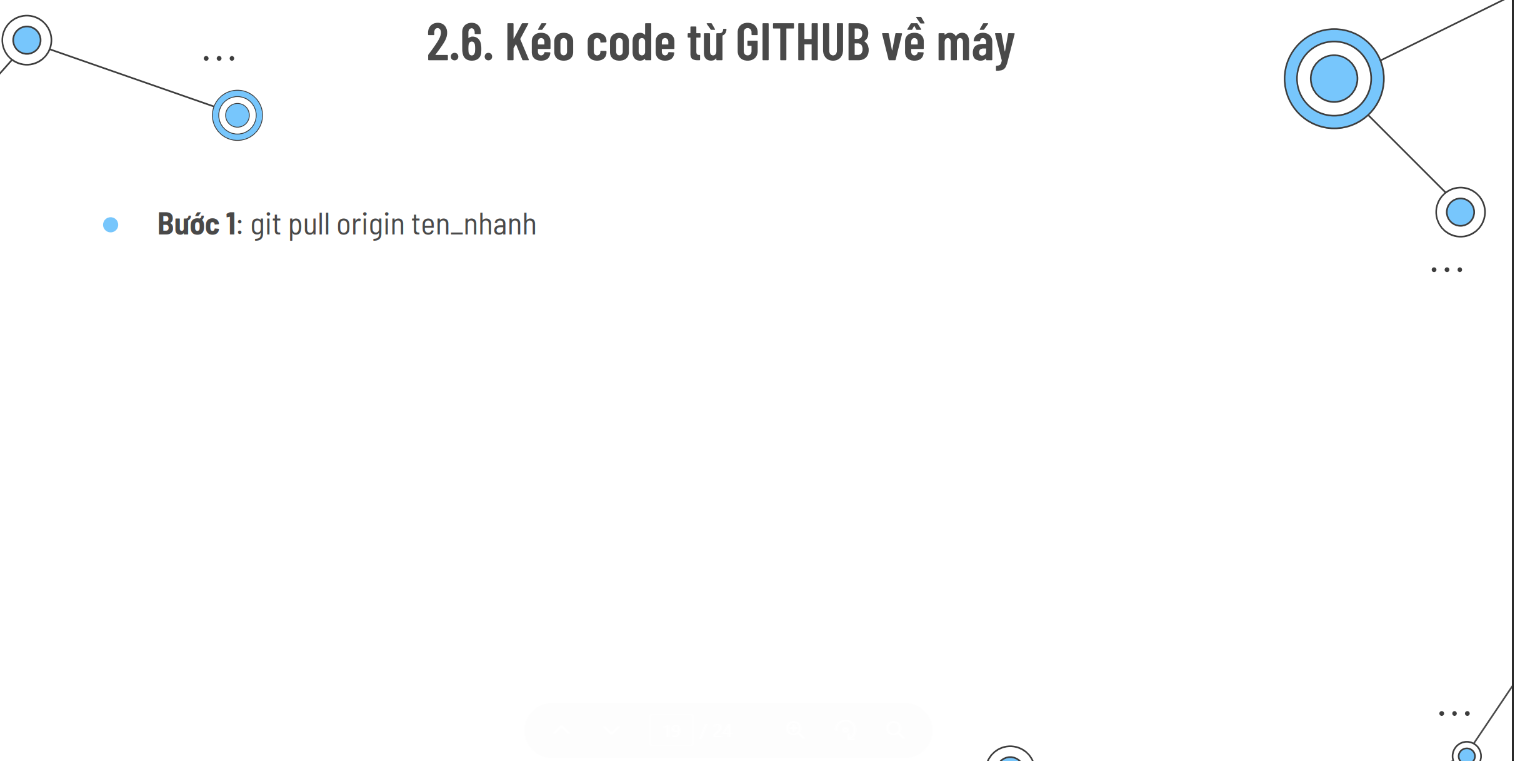 2.6. Kéo code từ GITHUB về máy
Bước 1: git pull origin ten_nhanh